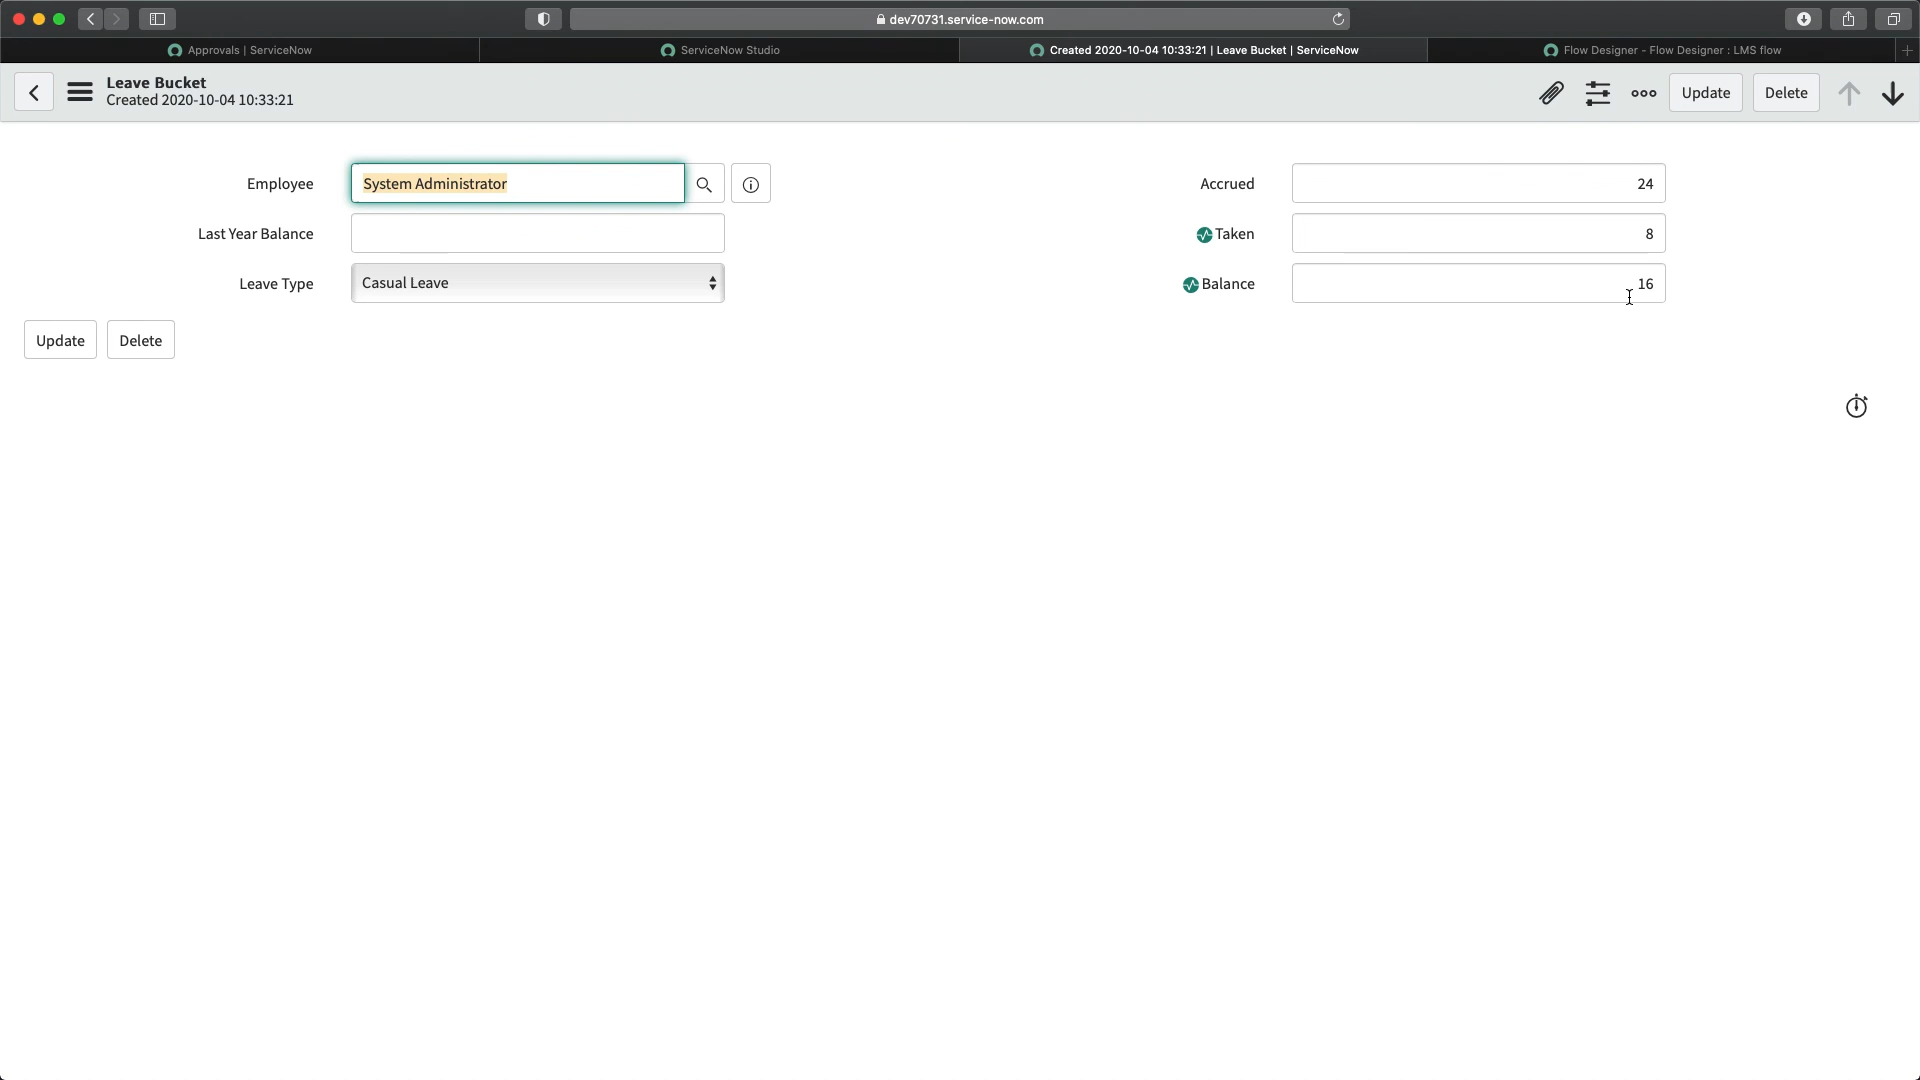 dev70731.service-now.com
Approvals | ServiceNow
ServiceNow Studio
Created 2020-10-04 10:33:21 | Leave Bucket | ServiceNow
Flow Designer - Flow Designer : LMS flow
Leave Bucket
Created 2020-10-04 10:33:21
Update
Delete
Employee
System Administrator
Accrued
24
Last Year Balance
Taken
8
Leave Type
Casual Leave
Balance
16
Update
Delete